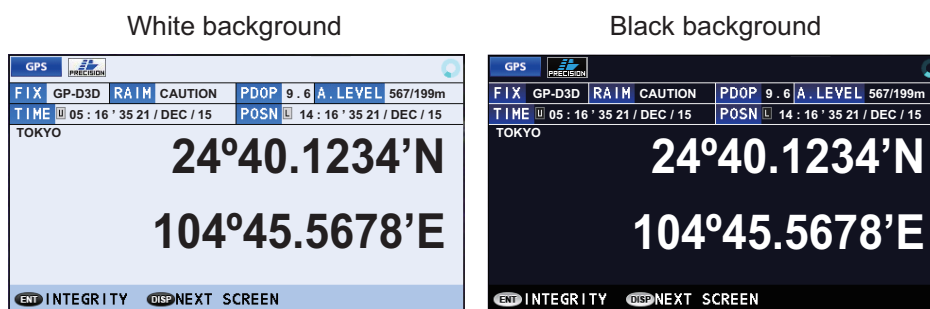 White background
Black background
GPS PRECISION
FIX GP-D3D RAIM CAUTION PDOP 9.6 A.LEVEL 567/199m
TIME U 05 : 16 ' 35 21 / DEC / 15 POSN L 14 : 16 ' 35 21 / DEC / 15
TOKYO
24º40.1234’N
104º45.5678’E
ENT INTEGRITY DISP NEXT SCREEN
GPS PRECISION
FIX GP-D3D RAIM CAUTION PDOP 9.6 A.LEVEL 567/199m
TIME U 05 : 16 ' 35 21 / DEC / 15 POSN L 14 : 16 ' 35 21 / DEC / 15
TOKYO
24º40.1234’N
104º45.5678’E
ENT INTEGRITY DISP NEXT SCREEN